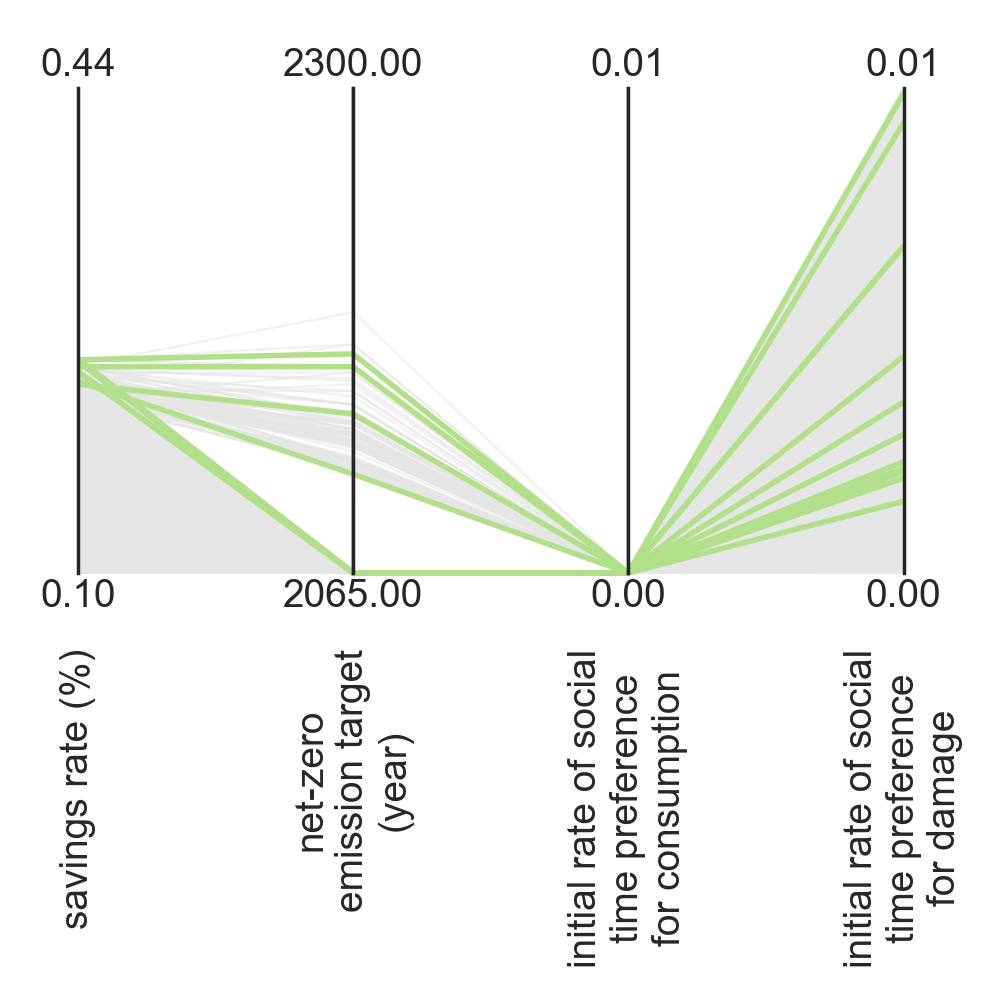 0.44
2300.00
0.01
0.01
0.10
2065.00
0.00
0.00
savings rate (%)
net-zero
emission target
(year)
initial rate of social
time preference
for consumption
initial rate of social
time preference
for damage